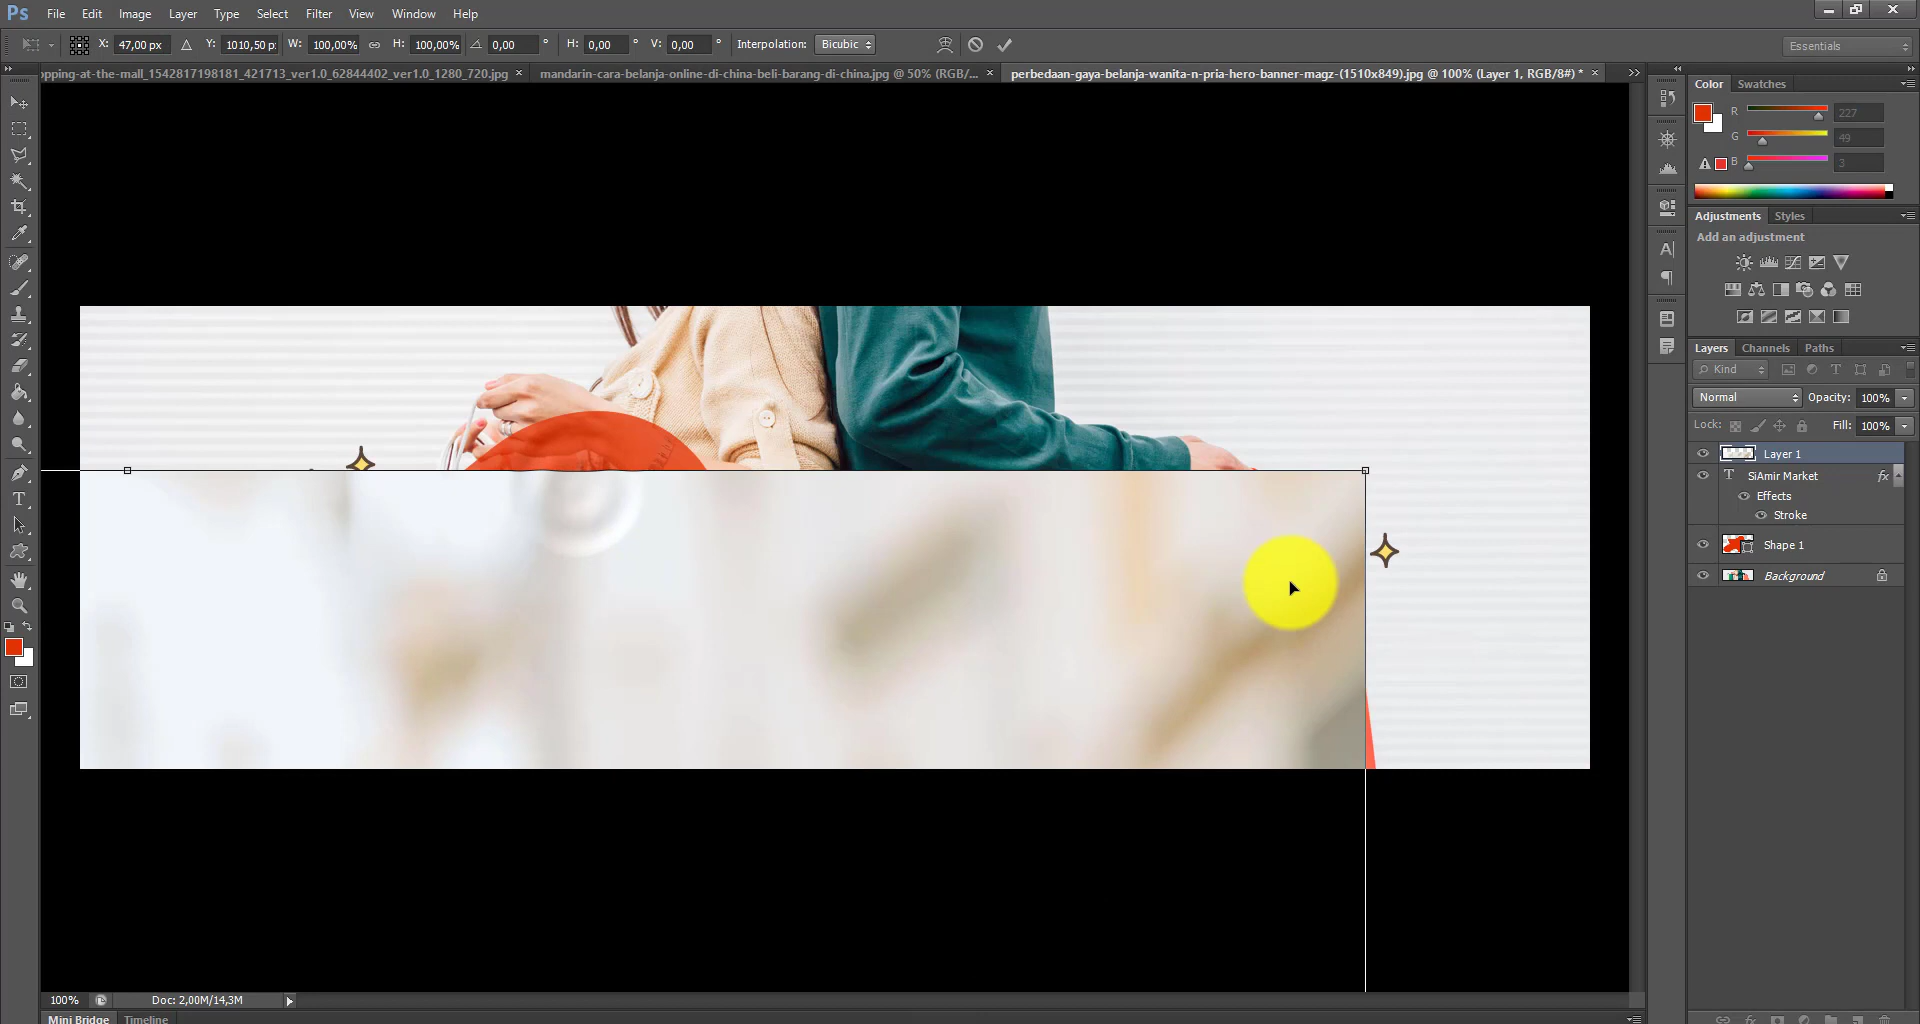 Ps File Edit Image Layer Type Select Filter View Window Help
X: 47,00 px Y: 1010,50 p: W: 100,00% H: 100,00% 0,00 ° H: 0,00 ° V: 0,00 ° Interpolation: Bicubic Essentials
opping-at-the-mall_1542817198181_421713_ver1.0_62844402_ver1.0_1280_720.jpg × mandarin-cara-belanja-online-di-china-beli-barang-di-china.jpg @ 50% (RGB/... × perbedaan-gaya-belanja-wanita-n-pria-hero-banner-magz-(1510x849).jpg @ 100% (Layer 1, RGB/8#) * ×
Color Swatches
R 227
G 49
B 3
Adjustments Styles
Add an adjustment
Layers Channels Paths
Kind
Normal Opacity: 100%
Lock: Fill: 100%
Layer 1
T SiAmir Market fx
Effects
Stroke
Shape 1
Background
100% Doc: 2,00M/14,3M
Mini Bridge Timeline